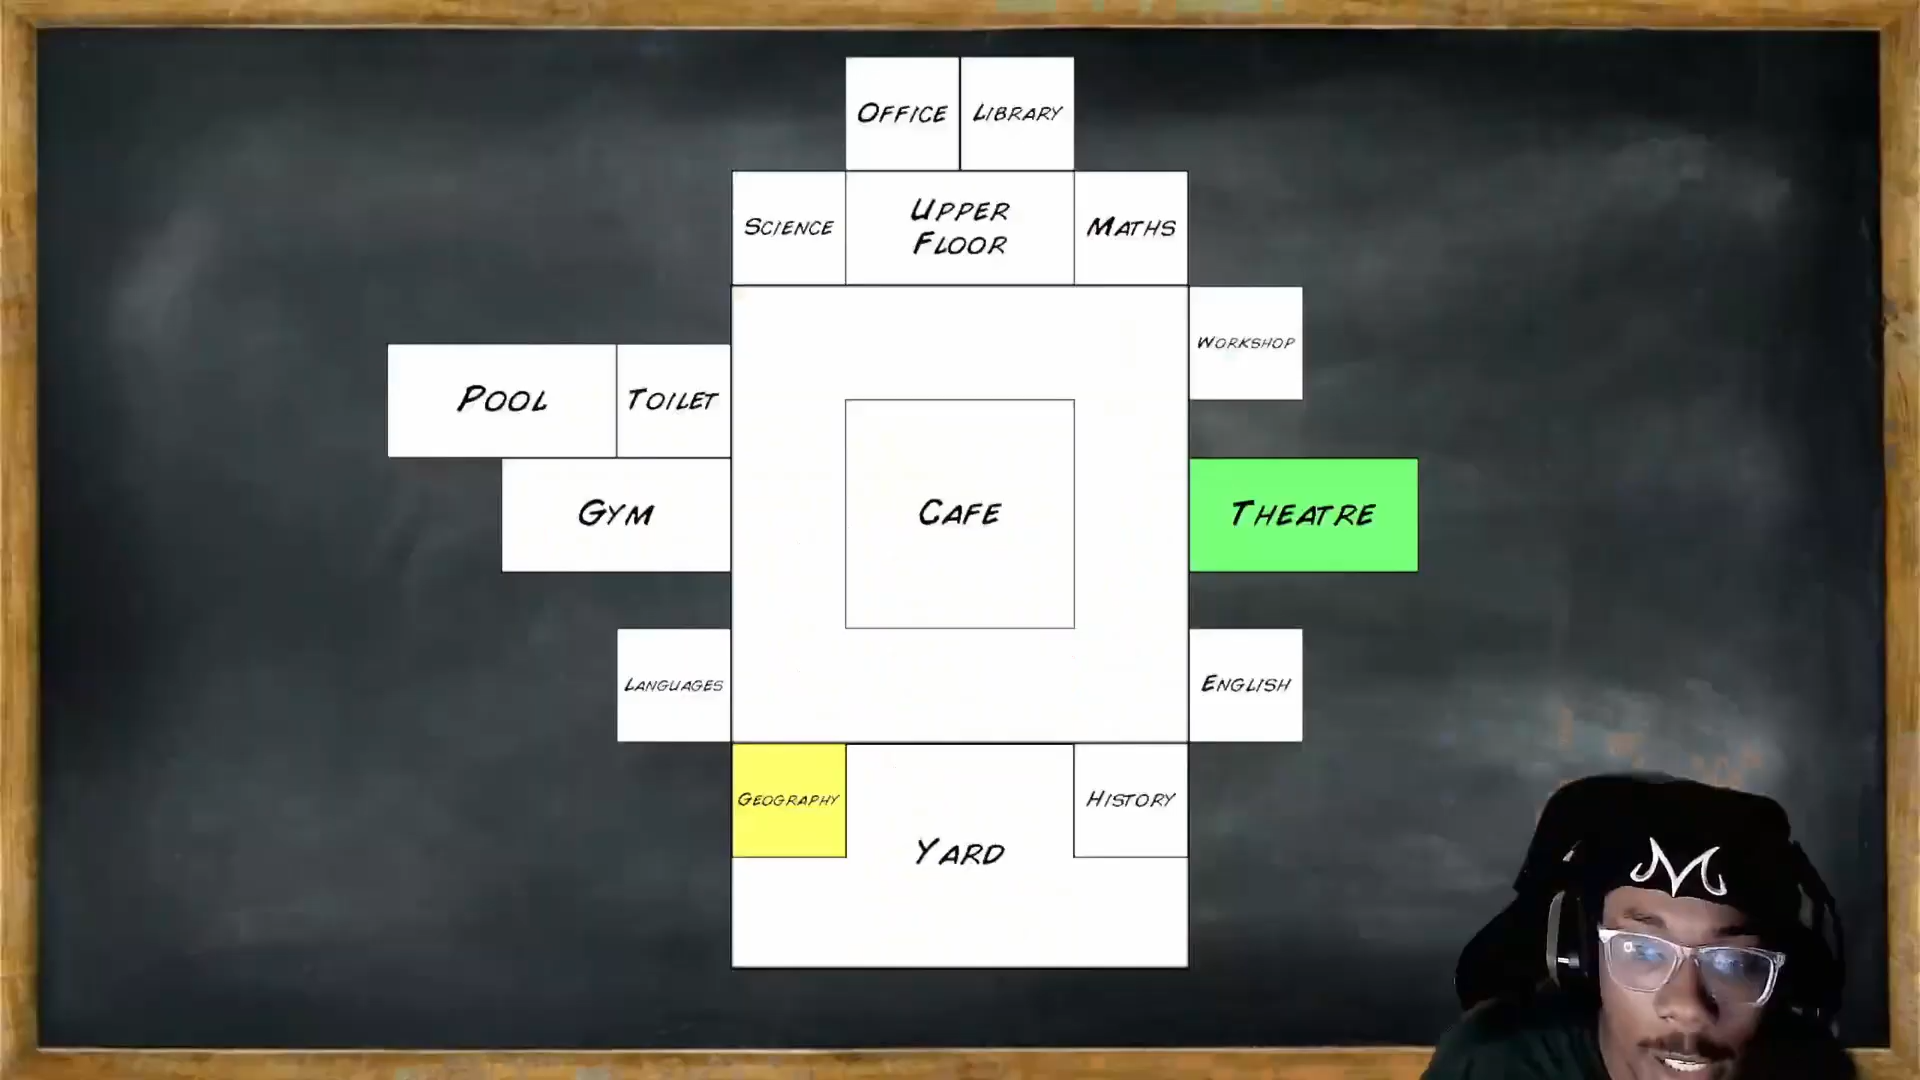 Office
Library
Science
Upper
Floor
Maths
Workshop
Pool
Toilet
Gym
Cafe
Theatre
Languages
English
Geography
History
Yard